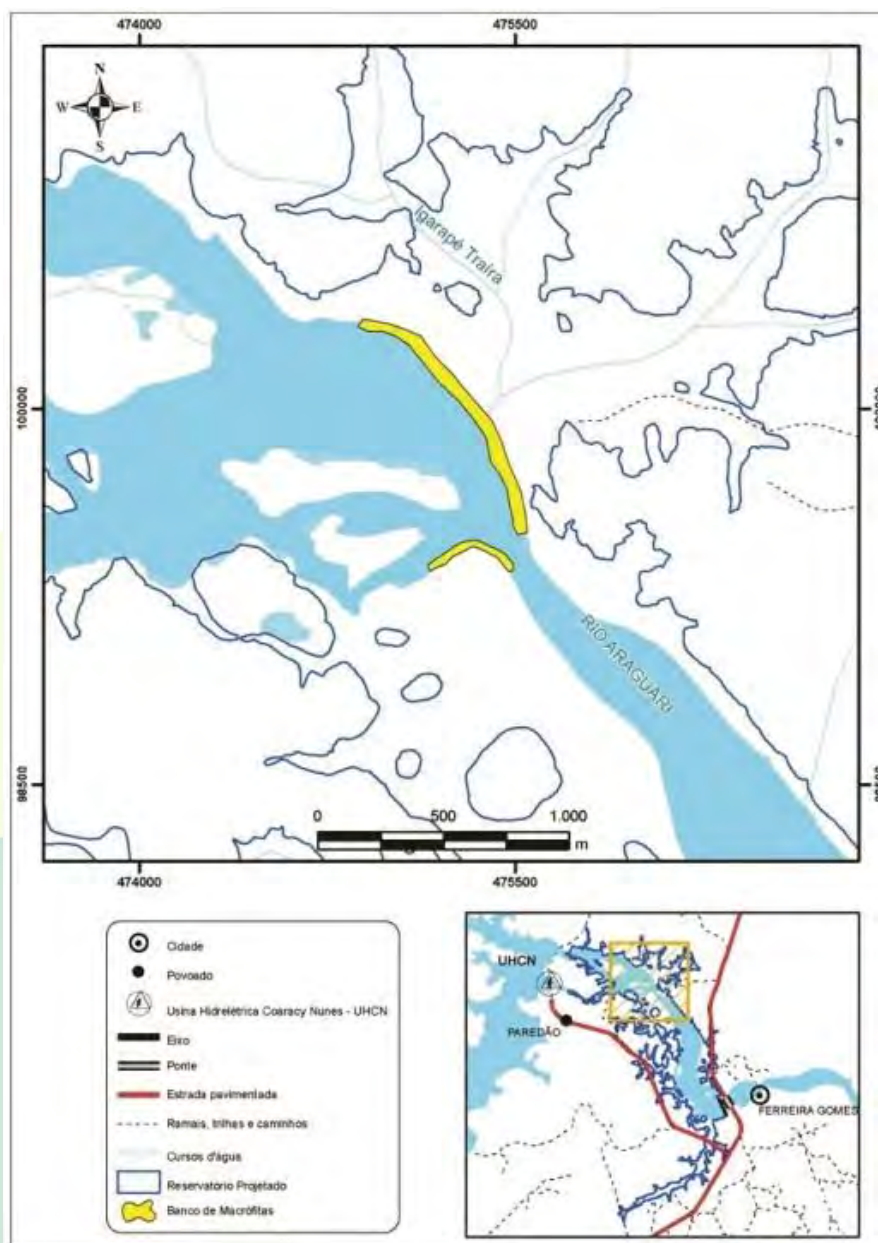 474000 475500
N
W E
S
Igarapé Traíra
100000 100000
RIO ARAGUARI
98500 98500
0 500 1.000
m
474000 475500
Cidade
Povoado
Usina Hidrelétrica Coaracy Nunes - UHCN
Eixo
Ponte
Estrada pavimentada
Ramais, trilhas e caminhos
Cursos d'água
Reservatório Projetado
Banco de Macrófitas
UHCN
PAREDÃO
FERREIRA GOMES